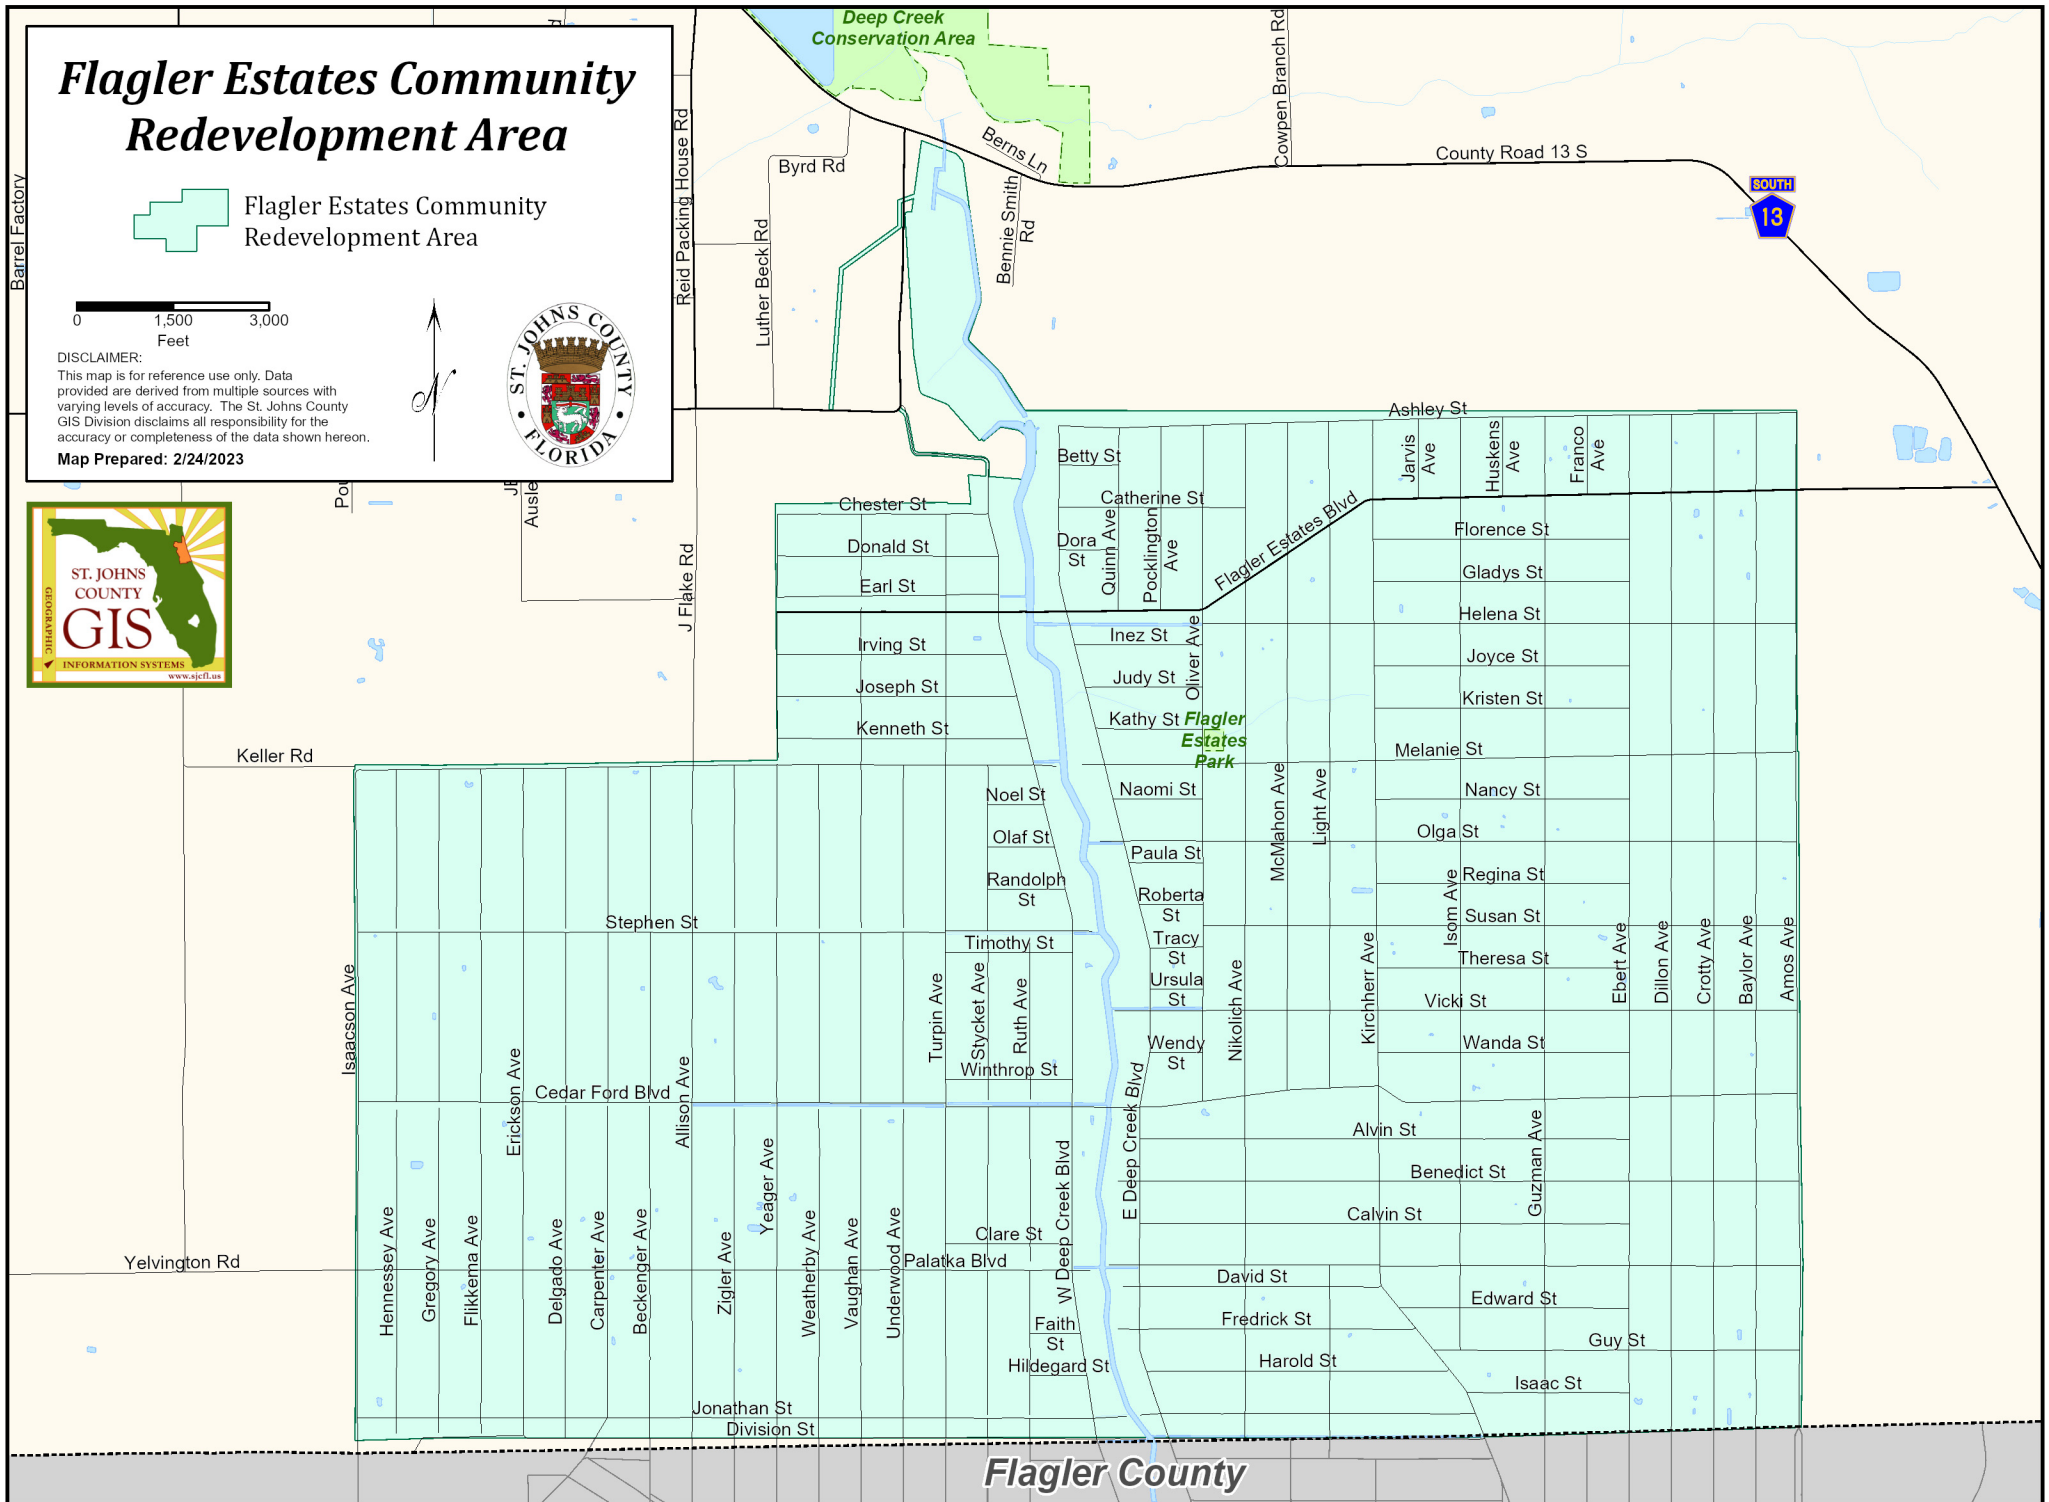 Flagler Estates Community
Redevelopment Area
Flagler Estates Community
Redevelopment Area
0 1,500 3,000
Feet
N
DISCLAIMER:
This map is for reference use only. Data
provided are derived from multiple sources with
varying levels of accuracy. The St. Johns County
GIS Division disclaims all responsibility for the
accuracy or completeness of the data shown hereon.
Map Prepared: 2/24/2023
ST. JOHNS COUNTY
• FLORIDA •
ST. JOHNS
COUNTY
GIS
GEOGRAPHIC
INFORMATION SYSTEMS
www.sjcfl.us
Deep Creek
Conservation Area
Barrel Factory
Reid Packing House Rd
Byrd Rd
Luther Beck Rd
Berns Ln
Bennie Smith
Rd
Cowpen Branch Rd
County Road 13 S
SOUTH
13
Ashley St
Jarvis
Ave
Huskens
Ave
Franco
Ave
Betty St
Catherine St
Chester St
Donald St
Earl St
Dora
St
Quinn Ave
Pocklington
Ave
Flagler Estates Blvd
Florence St
Gladys St
Helena St
J Flake Rd
Irving St
Joseph St
Kenneth St
Inez St
Judy St
Kathy St
Oliver Ave
Flagler
Estates
Park
Joyce St
Kristen St
Melanie St
Keller Rd
Noel St
Olaf St
Randolph
St
Naomi St
Paula St
Roberta
St
Tracy
St
Ursula
St
Wendy
St
McMahon Ave
Light Ave
Nancy St
Olga St
Regina St
Isom Ave
Susan St
Theresa St
Vicki St
Wanda St
Stephen St
Timothy St
Isaacson Ave
Turpin Ave
Stycket Ave
Ruth Ave
Winthrop St
Nikolich Ave
Kircherr Ave
Ebert Ave
Dillon Ave
Crotty Ave
Baylor Ave
Amos Ave
Cedar Ford Blvd
Erickson Ave
Allison Ave
Yeager Ave
W Deep Creek Blvd
E Deep Creek Blvd
Alvin St
Benedict St
Guzman Ave
Calvin St
Hennessey Ave
Gregory Ave
Flikkema Ave
Delgado Ave
Carpenter Ave
Beckenger Ave
Zigler Ave
Weatherby Ave
Vaughan Ave
Underwood Ave
Clare St
Palatka Blvd
Yelvington Rd
David St
Edward St
Faith
St
Fredrick St
Guy St
Hildegard St
Harold St
Isaac St
Jonathan St
Division St
Flagler County